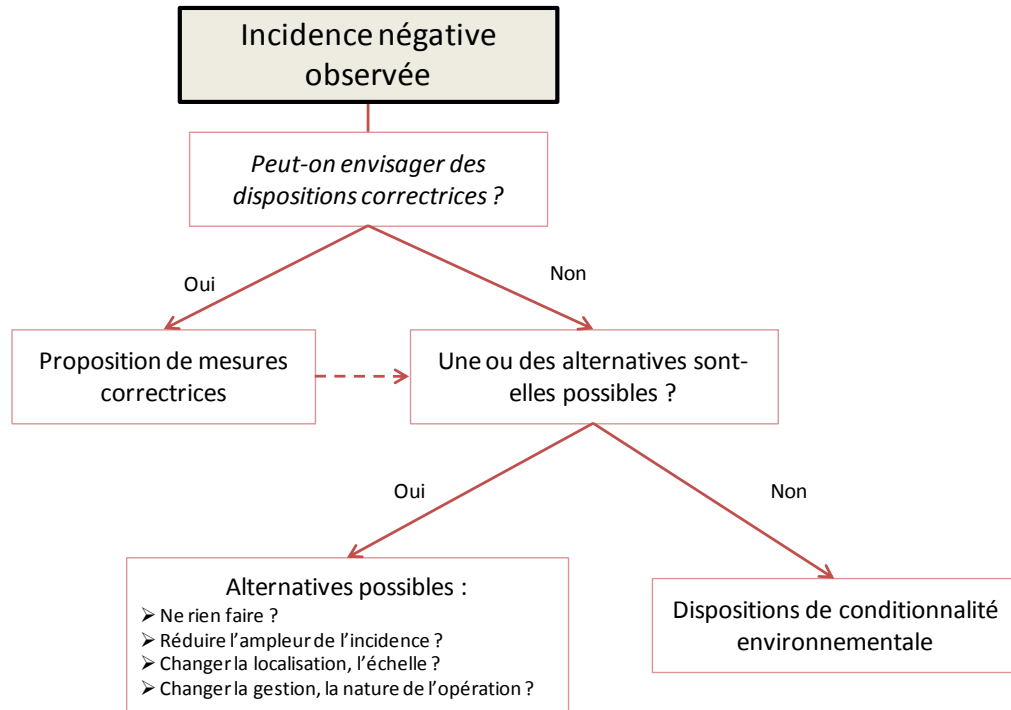 Incidence négative
observée
Peut-on envisager des
dispositions correctrices ?
Oui
Non
Proposition de mesures
correctrices
Une ou des alternatives sont-
elles possibles ?
Oui
Non
Alternatives possibles :
➢ Ne rien faire ?
➢ Réduire l’ampleur de l’incidence ?
➢ Changer la localisation, l’échelle ?
➢ Changer la gestion, la nature de l’opération ?
Dispositions de conditionnalité
environnementale